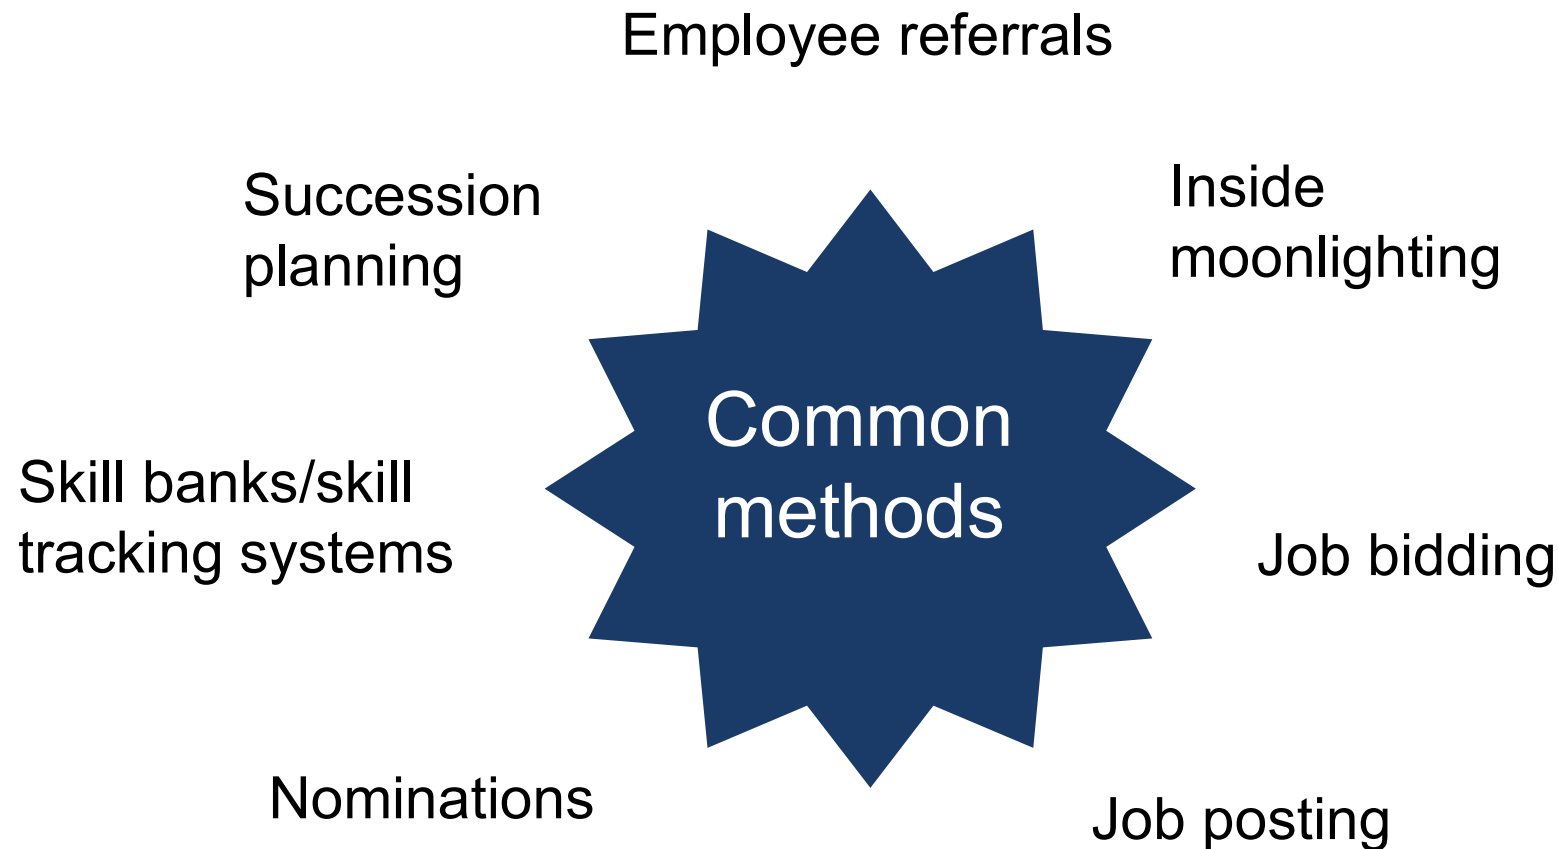 Employee referrals
Succession
planning
Inside
moonlighting
Common
methods
Skill banks/skill
tracking systems
Job bidding
Nominations
Job posting